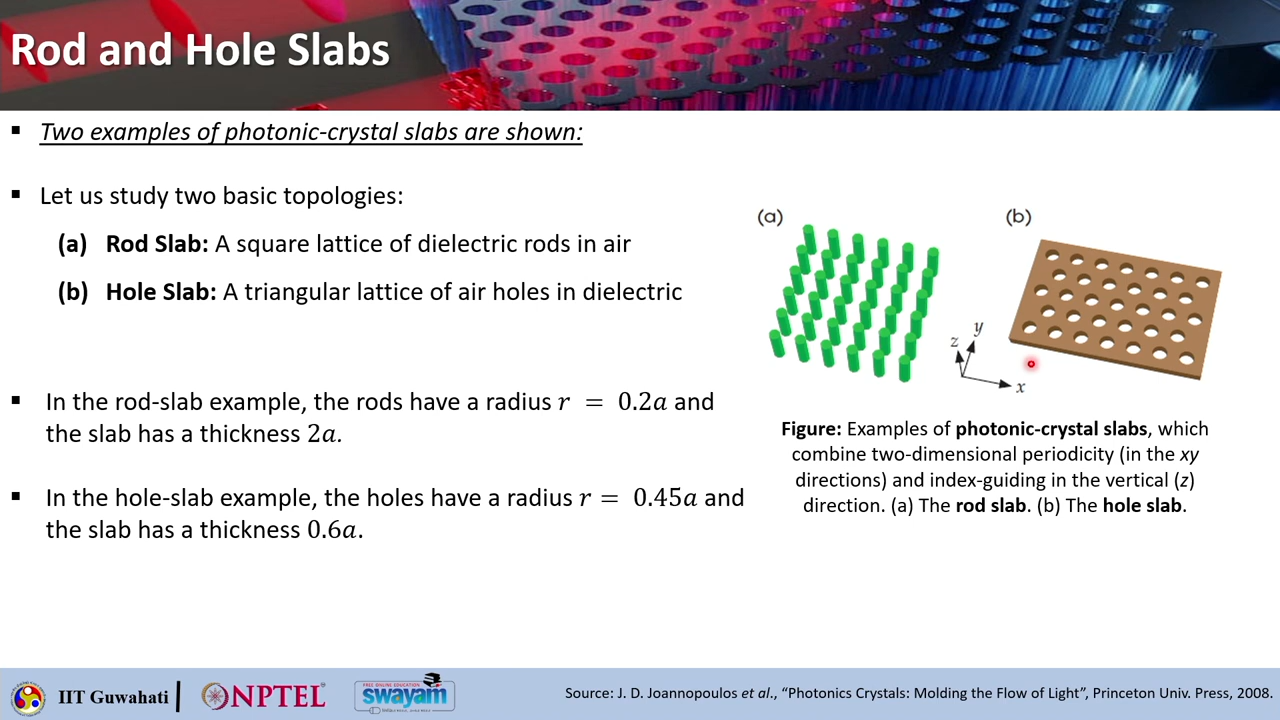 Rod and Hole Slabs
▪ Two examples of photonic-crystal slabs are shown:
▪ Let us study two basic topologies:
(a) Rod Slab: A square lattice of dielectric rods in air
(b) Hole Slab: A triangular lattice of air holes in dielectric
▪ In the rod-slab example, the rods have a radius r = 0.2a and
the slab has a thickness 2a.
▪ In the hole-slab example, the holes have a radius r = 0.45a and
the slab has a thickness 0.6a.
(a)
(b)
z
y
x
Figure: Examples of photonic-crystal slabs, which
combine two-dimensional periodicity (in the xy
directions) and index-guiding in the vertical (z)
direction. (a) The rod slab. (b) The hole slab.
IIT Guwahati
NPTEL
FREE ONLINE EDUCATION
swayam
Source: J. D. Joannopoulos et al., “Photonics Crystals: Molding the Flow of Light”, Princeton Univ. Press, 2008.